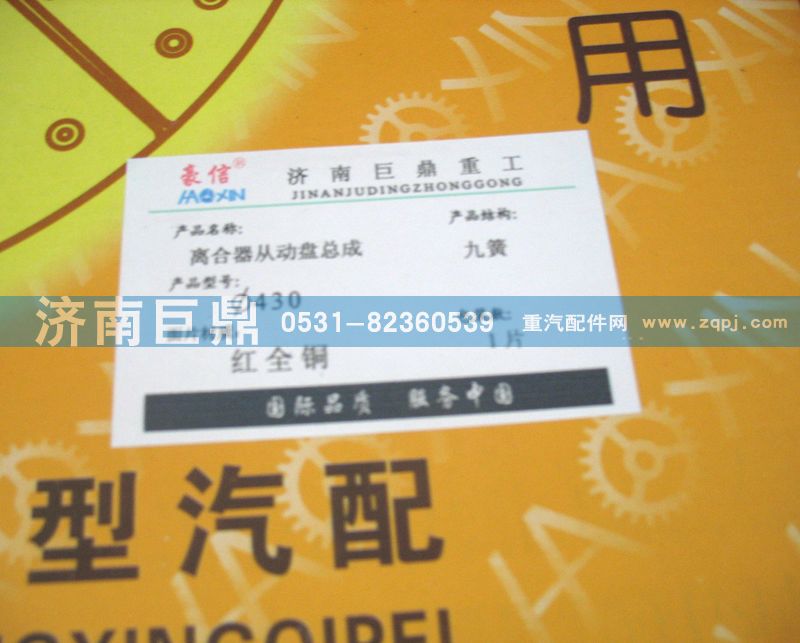 用
豪信®
HAOXIN
济南巨鼎重工
JINANJUDINGZHONGGONG
产品名称:
产品结构:
离合器从动盘总成
九簧
产品型号:
Ø430
济南巨鼎 0531-82360539 重汽配件网 www.zqpj.com
1片
红全铜
国际品质 服务中国
型汽配
XINGQIPEI